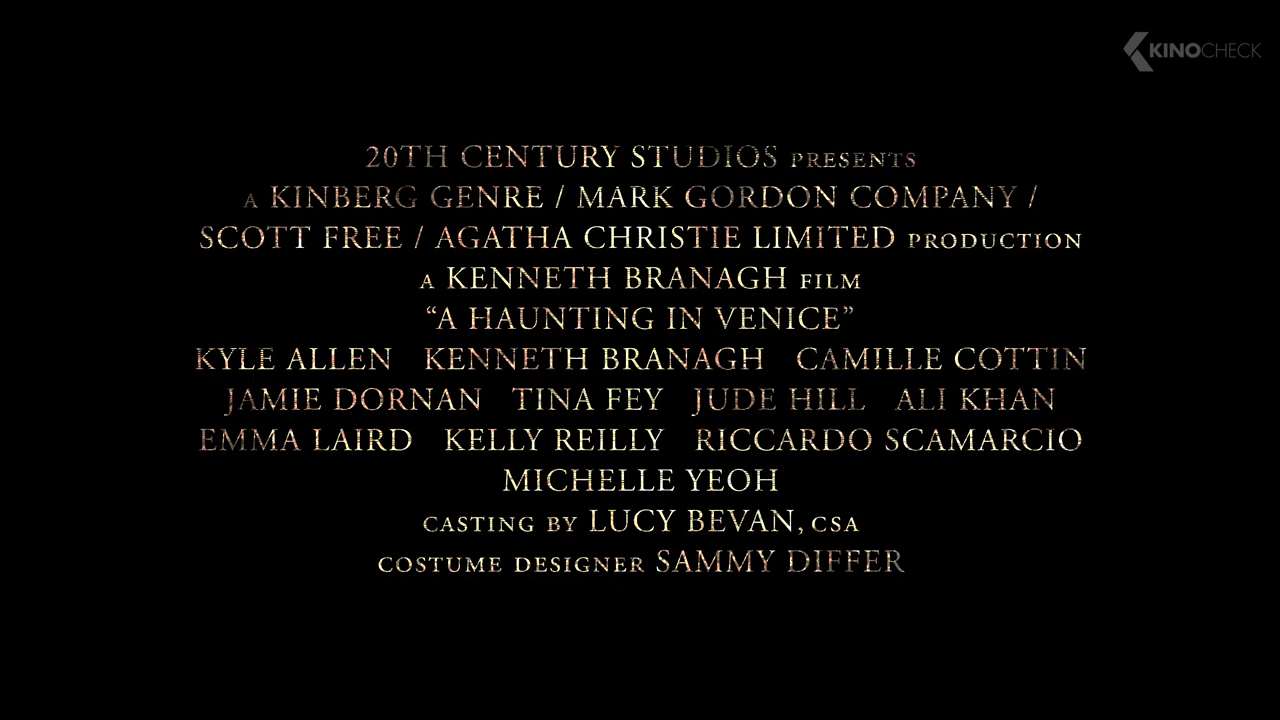 KINOCHECK
20TH CENTURY STUDIOS PRESENTS
A KINBERG GENRE / MARK GORDON COMPANY /
SCOTT FREE / AGATHA CHRISTIE LIMITED PRODUCTION
A KENNETH BRANAGH FILM
“A HAUNTING IN VENICE”
KYLE ALLEN KENNETH BRANAGH CAMILLE COTTIN
JAMIE DORNAN TINA FEY JUDE HILL ALI KHAN
EMMA LAIRD KELLY REILLY RICCARDO SCAMARCIO
MICHELLE YEOH
CASTING BY LUCY BEVAN, CSA
COSTUME DESIGNER SAMMY DIFFER